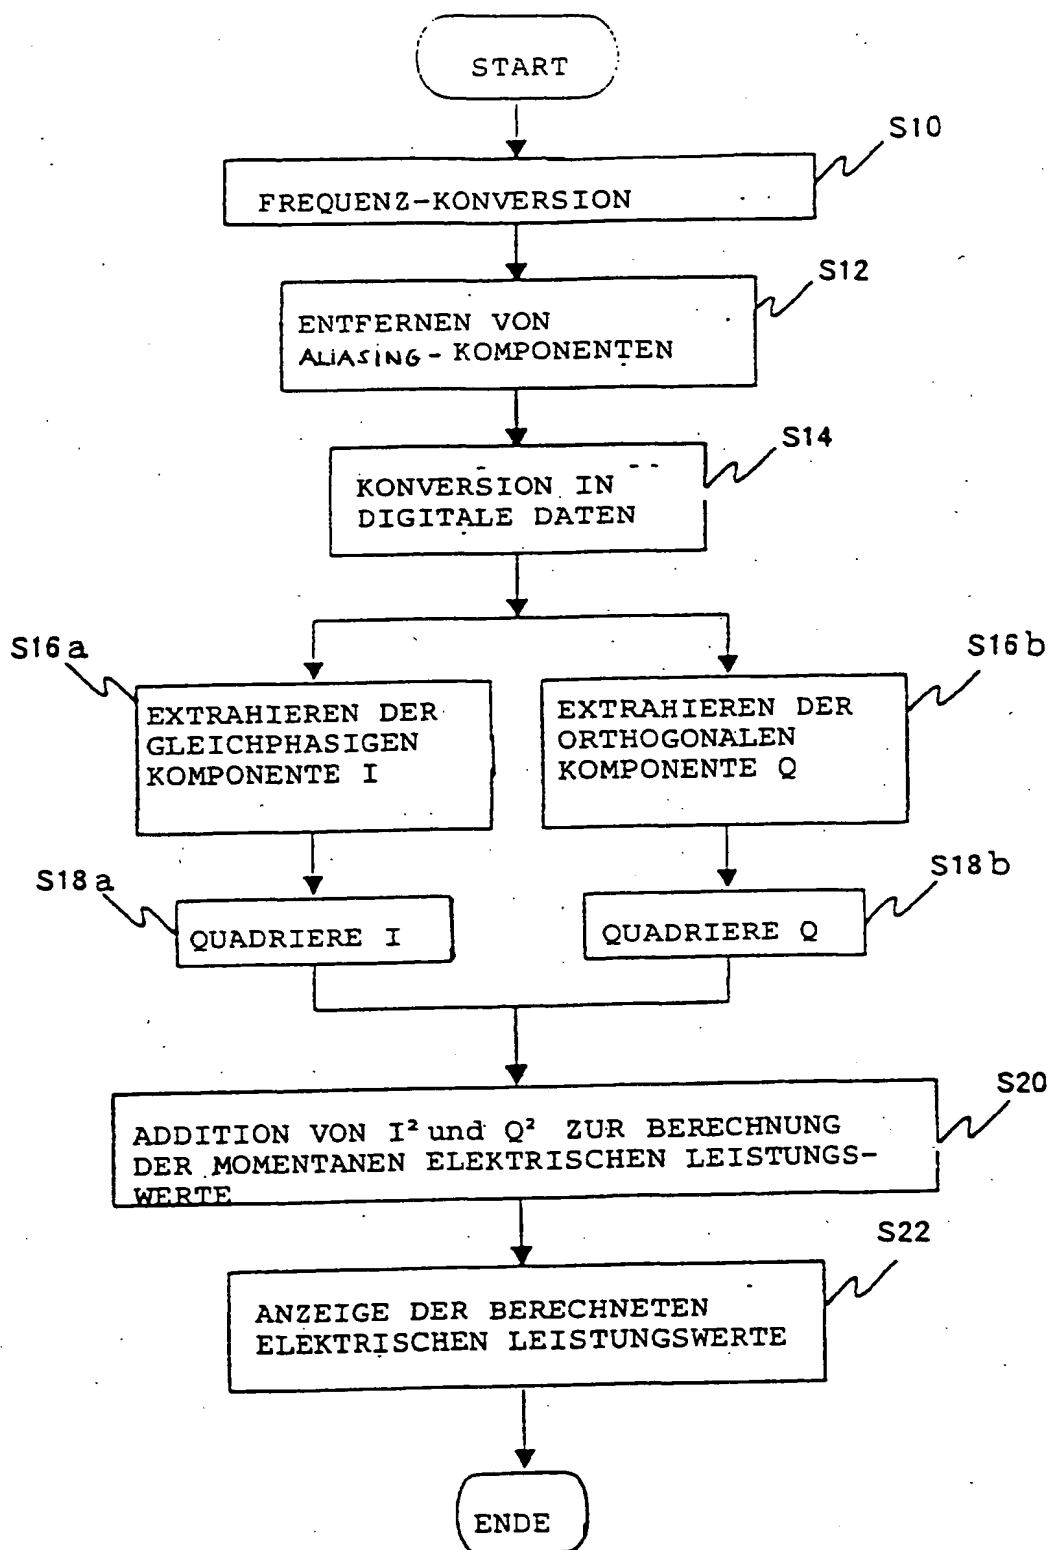 START
S10
FREQUENZ-KONVERSION
S12
ENTFERNEN VON
ALiASiNG - KOMPONENTEN
S14
KONVERSION IN
DIGITALE DATEN
S16a
S16b
EXTRAHIEREN DER
GLEICHPHASIGEN
KOMPONENTE I
EXTRAHIEREN DER
ORTHOGONALEN
KOMPONENTE Q
S18a
S18b
QUADRIERE I
QUADRIERE Q
S20
ADDITION VON I² und Q² ZUR BERECHNUNG
DER MOMENTANEN ELEKTRISCHEN LEISTUNGS-
WERTE
S22
ANZEIGE DER BERECHNETEN
ELEKTRISCHEN LEISTUNGSWERTE
ENDE